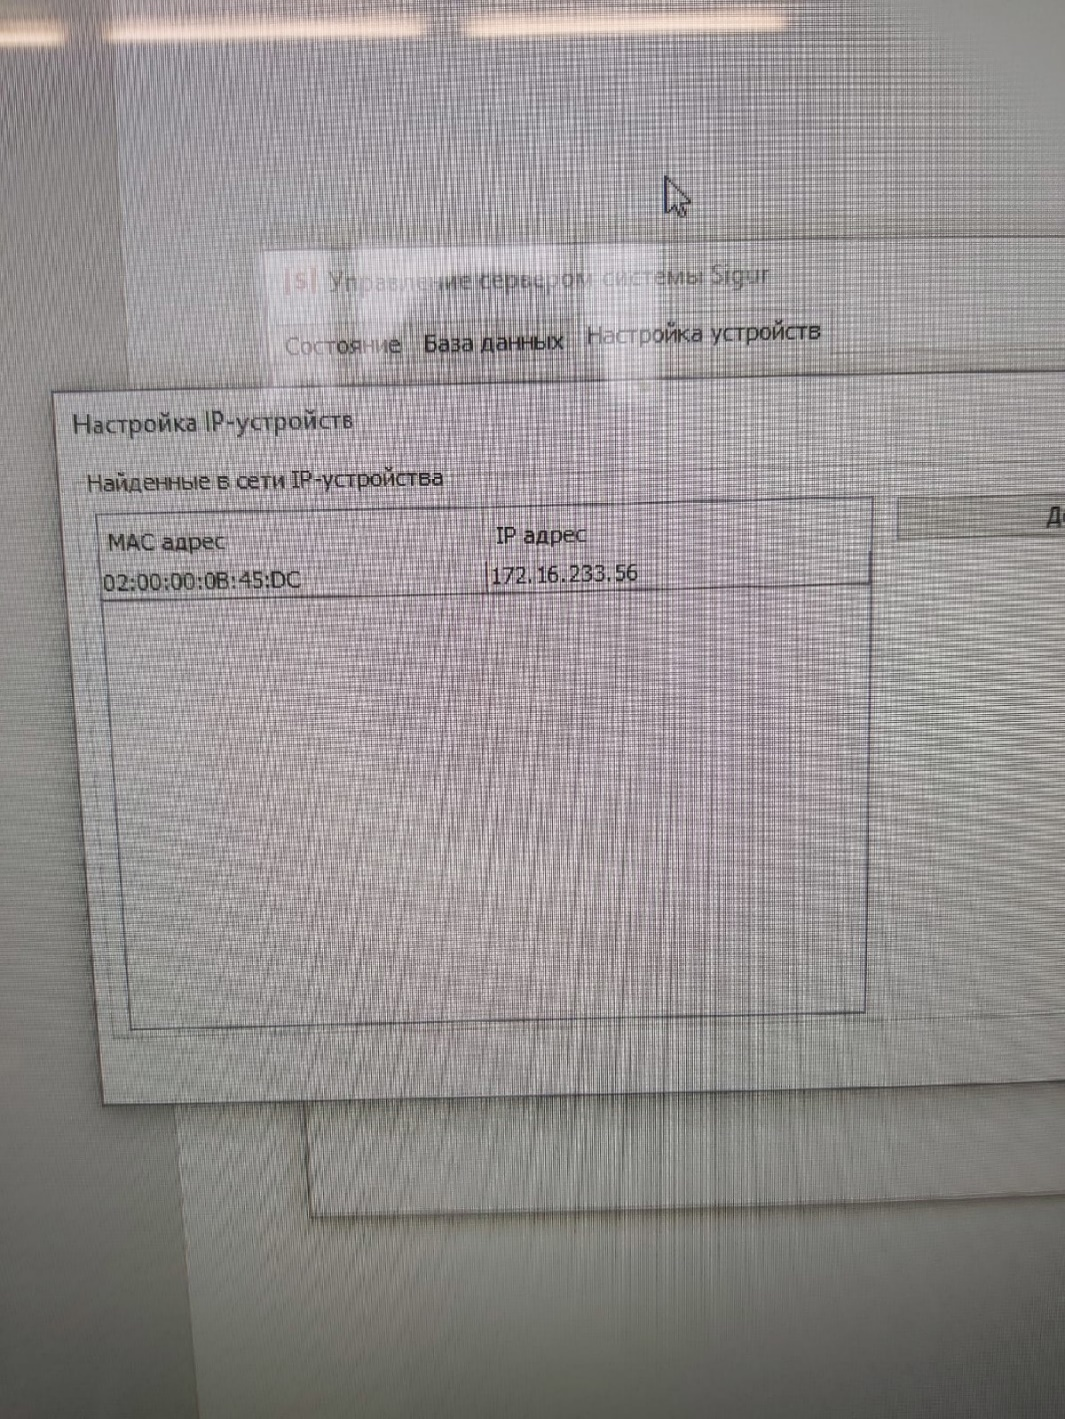 [S] Управление сервером системы Sigur
Состояние База данных Настройка устройств
Настройка IP-устройств
Найденные в сети IP-устройства
MAC адрес IP адрес
02:00:00:0B:45:DC 172.16.233.56